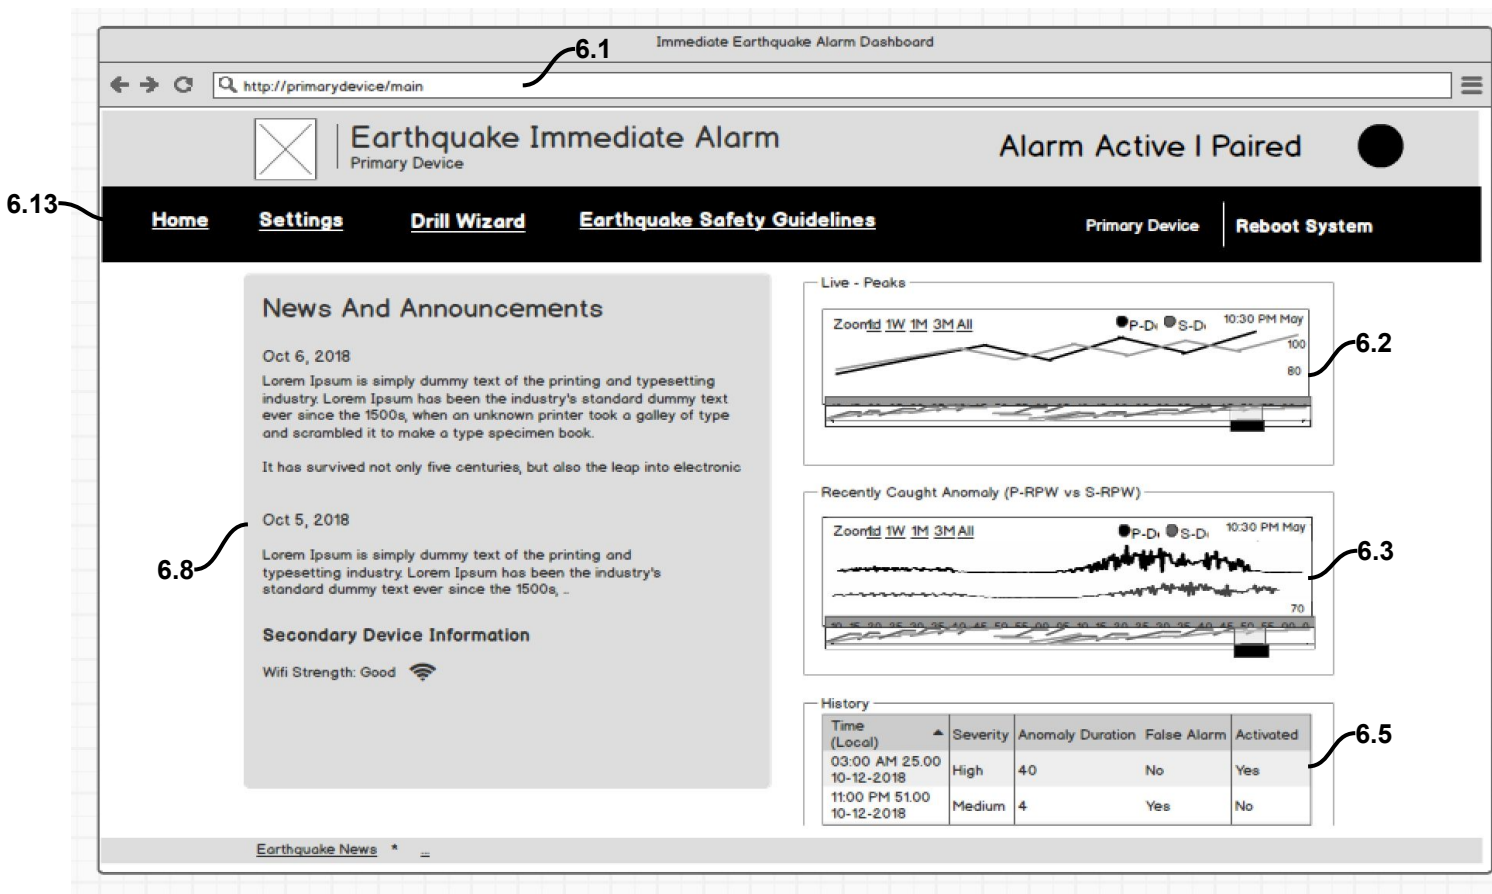 Immediate Earthquake Alarm Dashboard
6.1
http://primarydevice/main
Earthquake Immediate Alarm
Primary Device
Alarm Active | Paired
6.13
Home Settings Drill Wizard Earthquake Safety Guidelines Primary Device Reboot System
News And Announcements
Oct 6, 2018
Lorem Ipsum is simply dummy text of the printing and typesetting
industry. Lorem Ipsum has been the industry's standard dummy text
ever since the 1500s, when an unknown printer took a galley of type
and scrambled it to make a type specimen book.
It has survived not only five centuries, but also the leap into electronic
Oct 5, 2018
6.8
Lorem Ipsum is simply dummy text of the printing and
typesetting industry. Lorem Ipsum has been the industry's
standard dummy text ever since the 1500s, ..
Secondary Device Information
Wifi Strength: Good
Live - Peaks
Zoom 1d 1W 1M 3M All P-D S-D 10:30 PM May
100
80
6.2
Recently Caught Anomaly (P-RPW vs S-RPW)
Zoom 1d 1W 1M 3M All P-D S-D 10:30 PM May
70
6.3
History
Time (Local) Severity Anomaly Duration False Alarm Activated
03:00 AM 25.00
10-12-2018 High 40 No Yes
11:00 PM 51.00
10-12-2018 Medium 4 Yes No
6.5
Earthquake News * ...